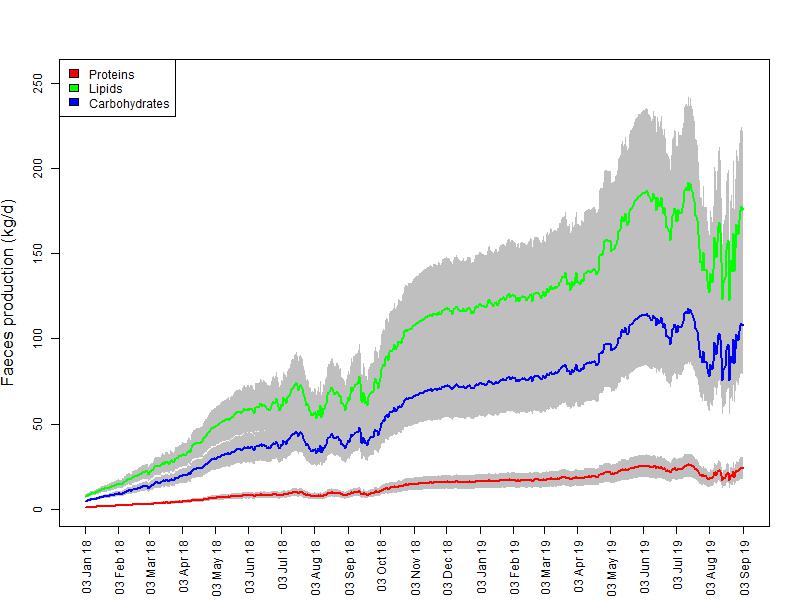 Proteins
Lipids
Carbohydrates
Faeces production (kg/d)
250
200
150
100
50
0
03 Jan 18
03 Feb 18
03 Mar 18
03 Apr 18
03 May 18
03 Jun 18
03 Jul 18
03 Aug 18
03 Sep 18
03 Oct 18
03 Nov 18
03 Dec 18
03 Jan 19
03 Feb 19
03 Mar 19
03 Apr 19
03 May 19
03 Jun 19
03 Jul 19
03 Aug 19
03 Sep 19